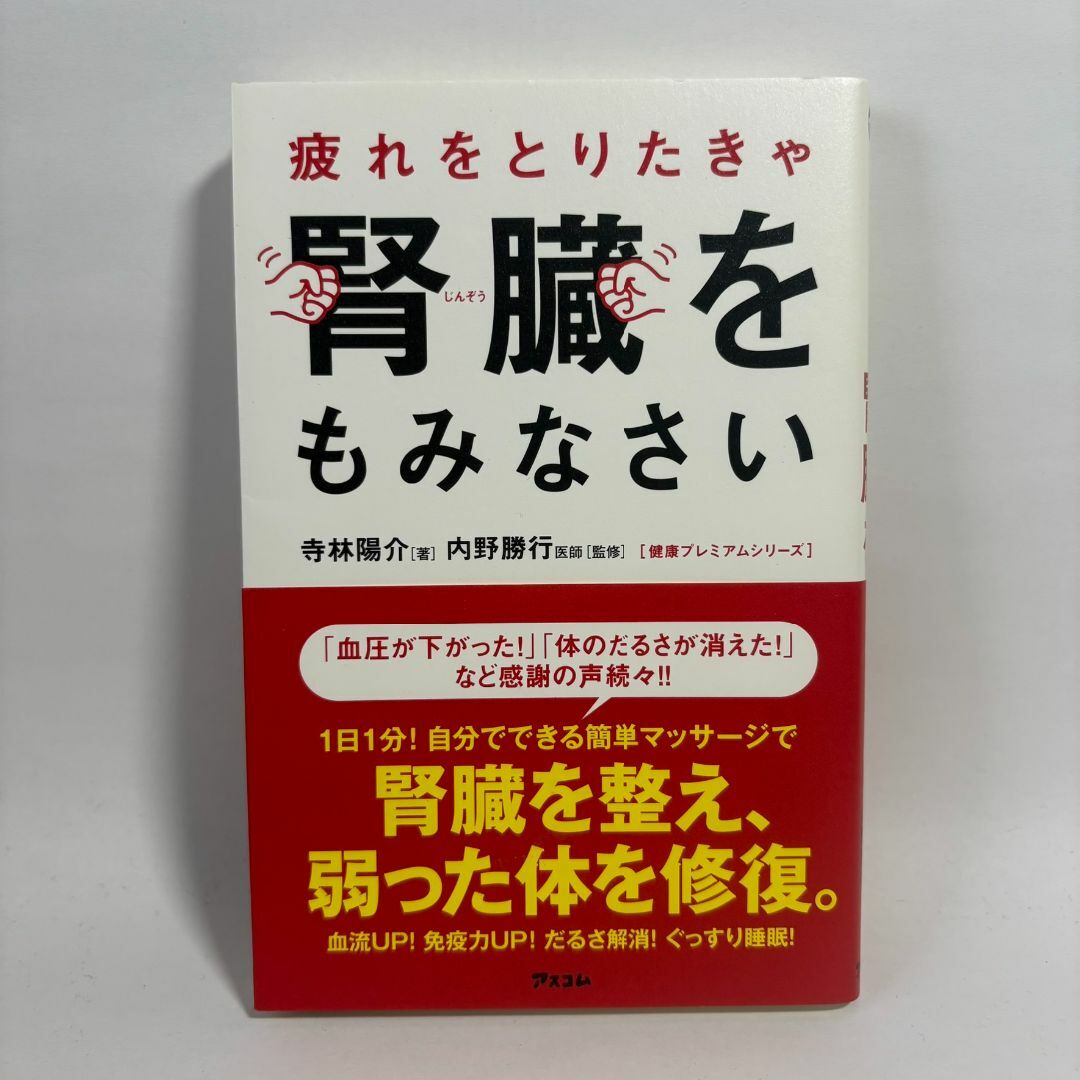 疲れをとりたきゃ
腎臓を
じんぞう
もみなさい
寺林陽介[著] 内野勝行医師[監修] [健康プレミアムシリーズ]
「血圧が下がった!」「体のだるさが消えた!」
など感謝の声続々!!
1日1分! 自分でできる簡単マッサージで
腎臓を整え、
弱った体を修復。
血流UP! 免疫力UP! だるさ解消! ぐっすり睡眠!
アスコム